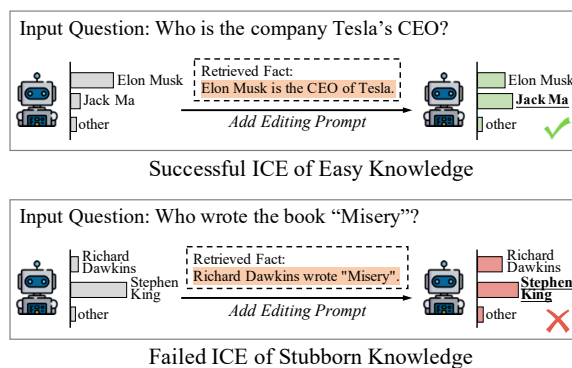 Input Question: Who is the company Tesla's CEO?
Elon Musk
Jack Ma
other
Retrieved Fact:
Elon Musk is the CEO of Tesla.
Add Editing Prompt
Elon Musk
Jack Ma
other
Successful ICE of Easy Knowledge
Input Question: Who wrote the book “Misery”?
Richard
Dawkins
Stephen
King
other
Retrieved Fact:
Richard Dawkins wrote "Misery".
Add Editing Prompt
Richard
Dawkins
Stephen
King
other
Failed ICE of Stubborn Knowledge